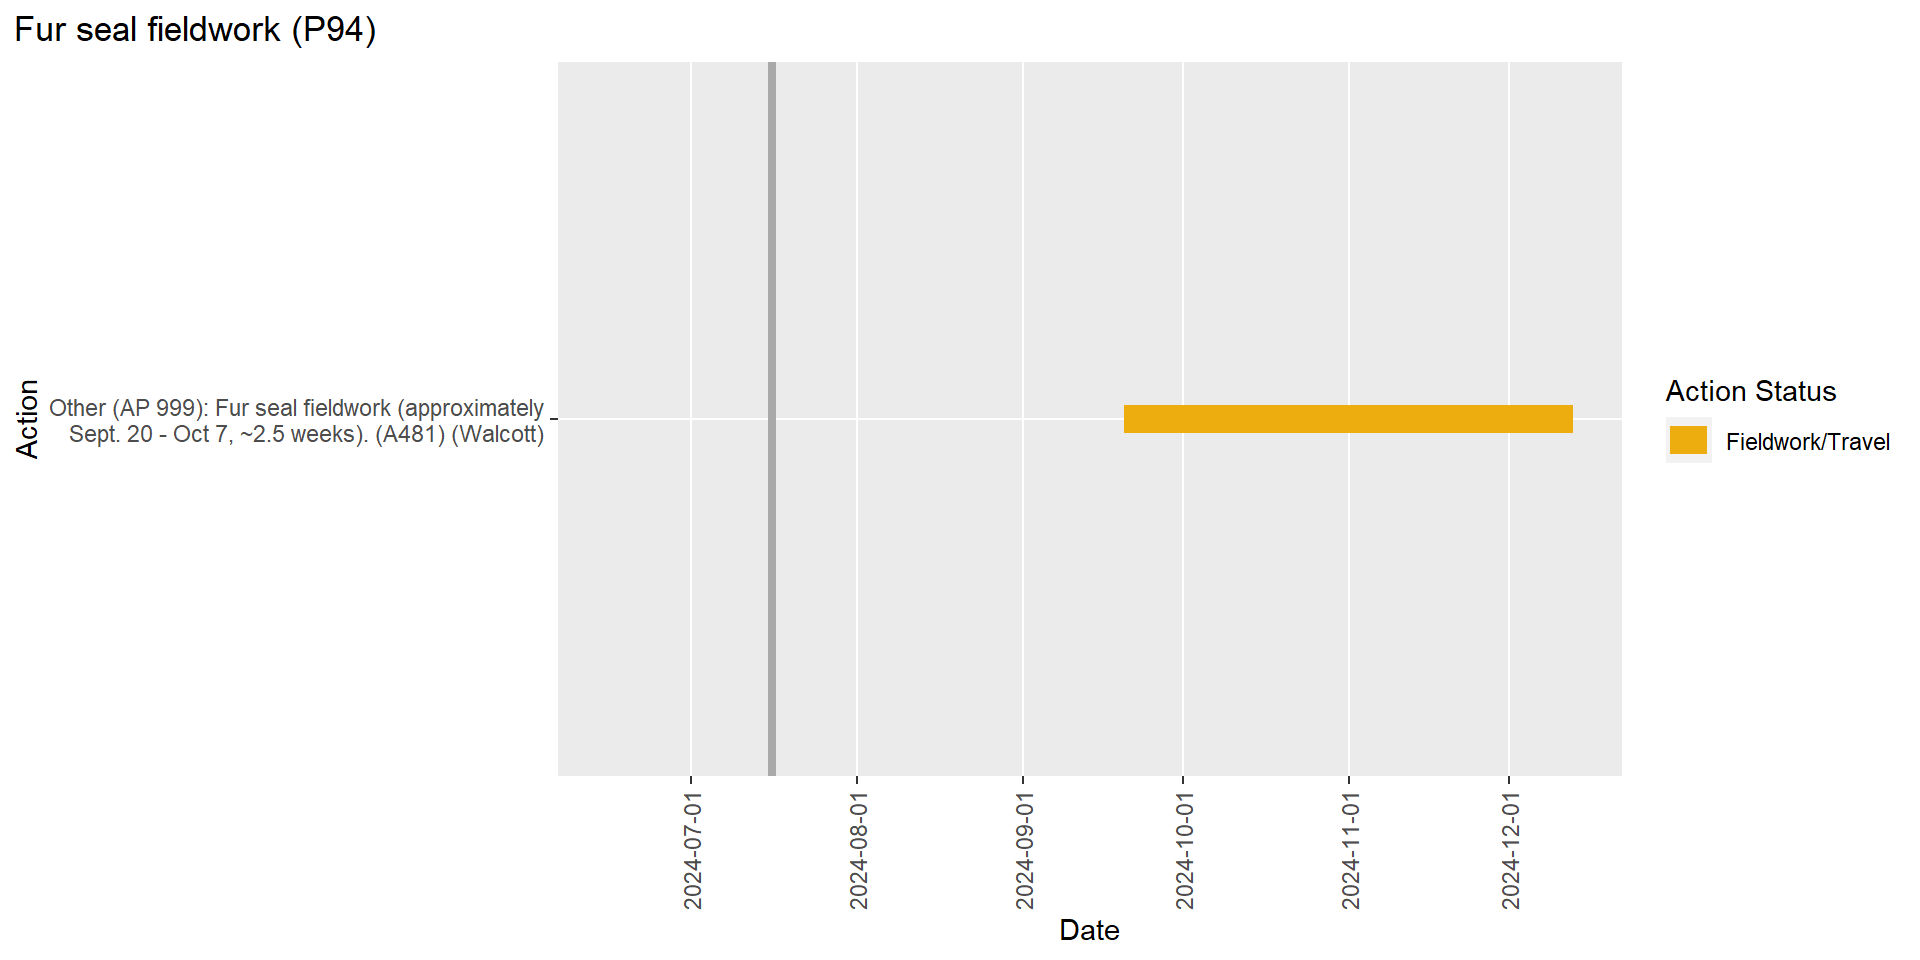 Fur seal fieldwork (P94)
Action
Other (AP 999): Fur seal fieldwork (approximately
Sept. 20 - Oct 7, ~2.5 weeks). (A481) (Walcott)
2024-07-01
2024-08-01
2024-09-01
2024-10-01
2024-11-01
2024-12-01
Date
Action Status
Fieldwork/Travel